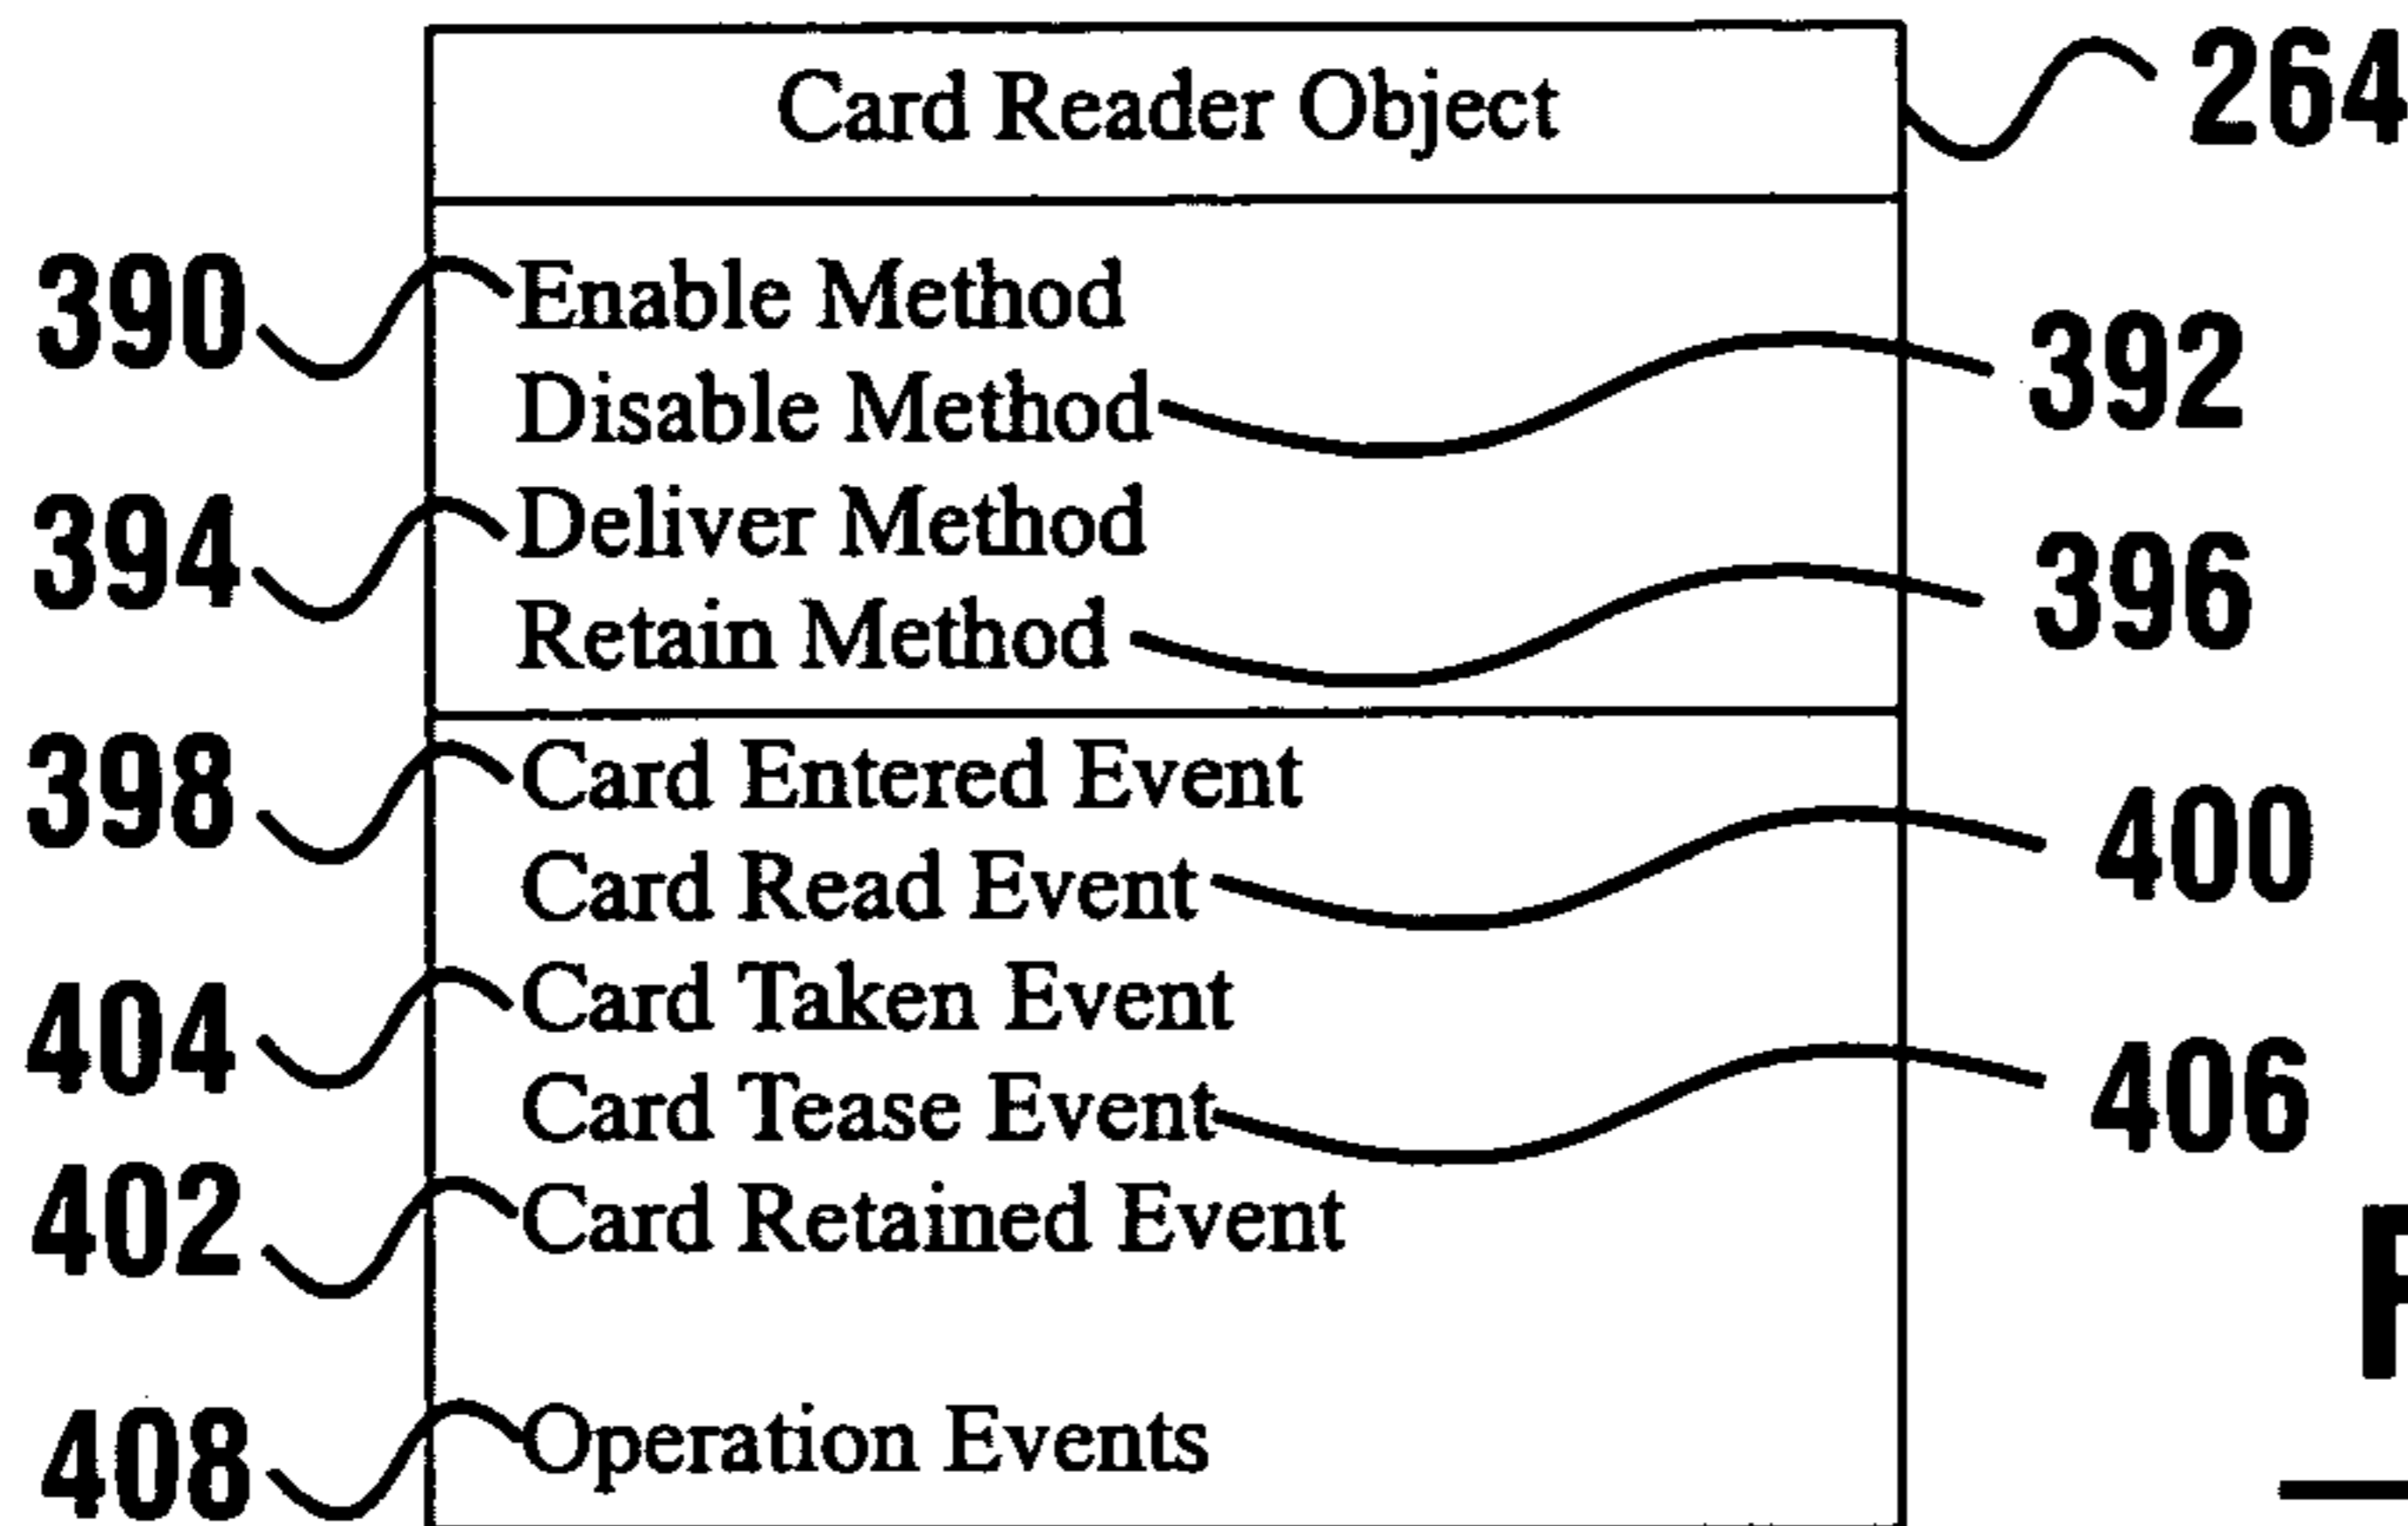 Card Reader Object 264
390 Enable Method
Disable Method 392
394 Deliver Method
Retain Method 396
398 Card Entered Event
Card Read Event 400
404 Card Taken Event
Card Tease Event 406
402 Card Retained Event
408 Operation Events